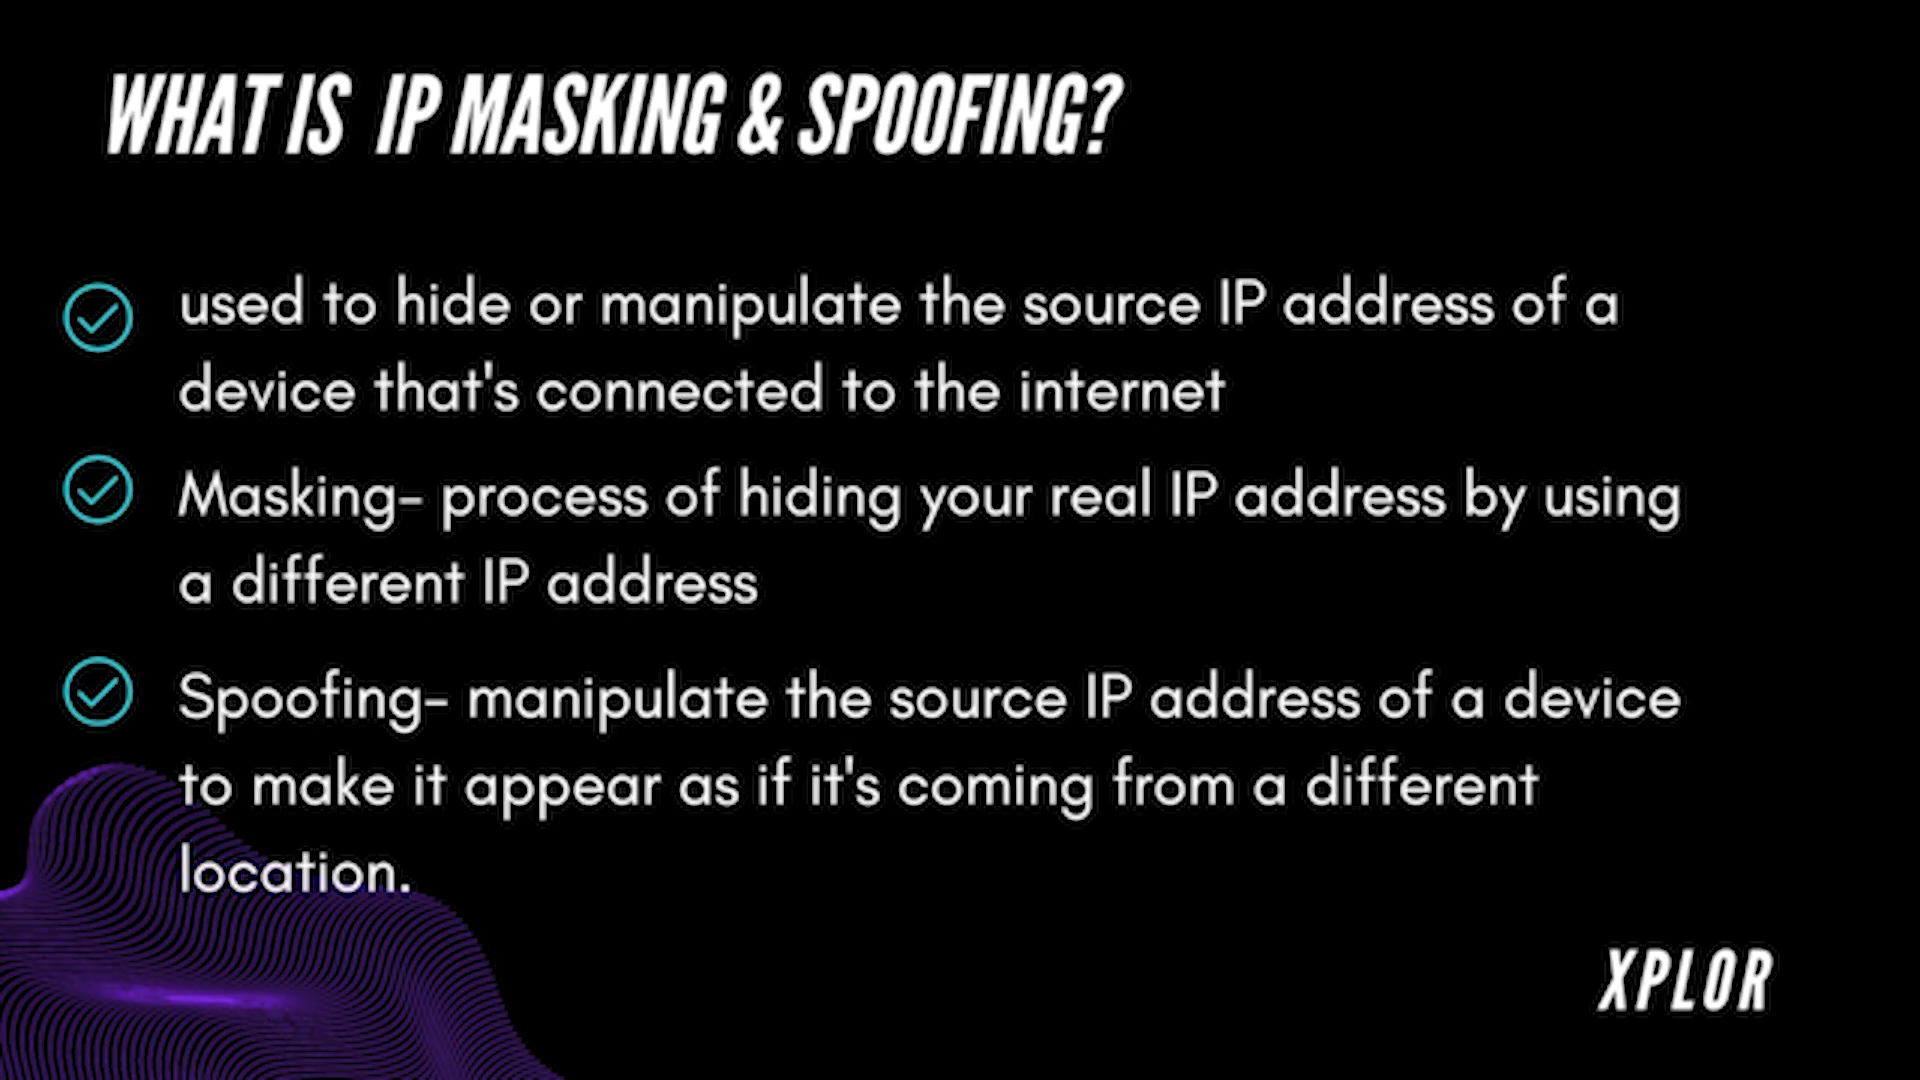 WHAT IS IP MASKING & SPOOFING?
used to hide or manipulate the source IP address of a
device that's connected to the internet
Masking- process of hiding your real IP address by using
a different IP address
Spoofing- manipulate the source IP address of a device
to make it appear as if it's coming from a different
location.
XPLOR